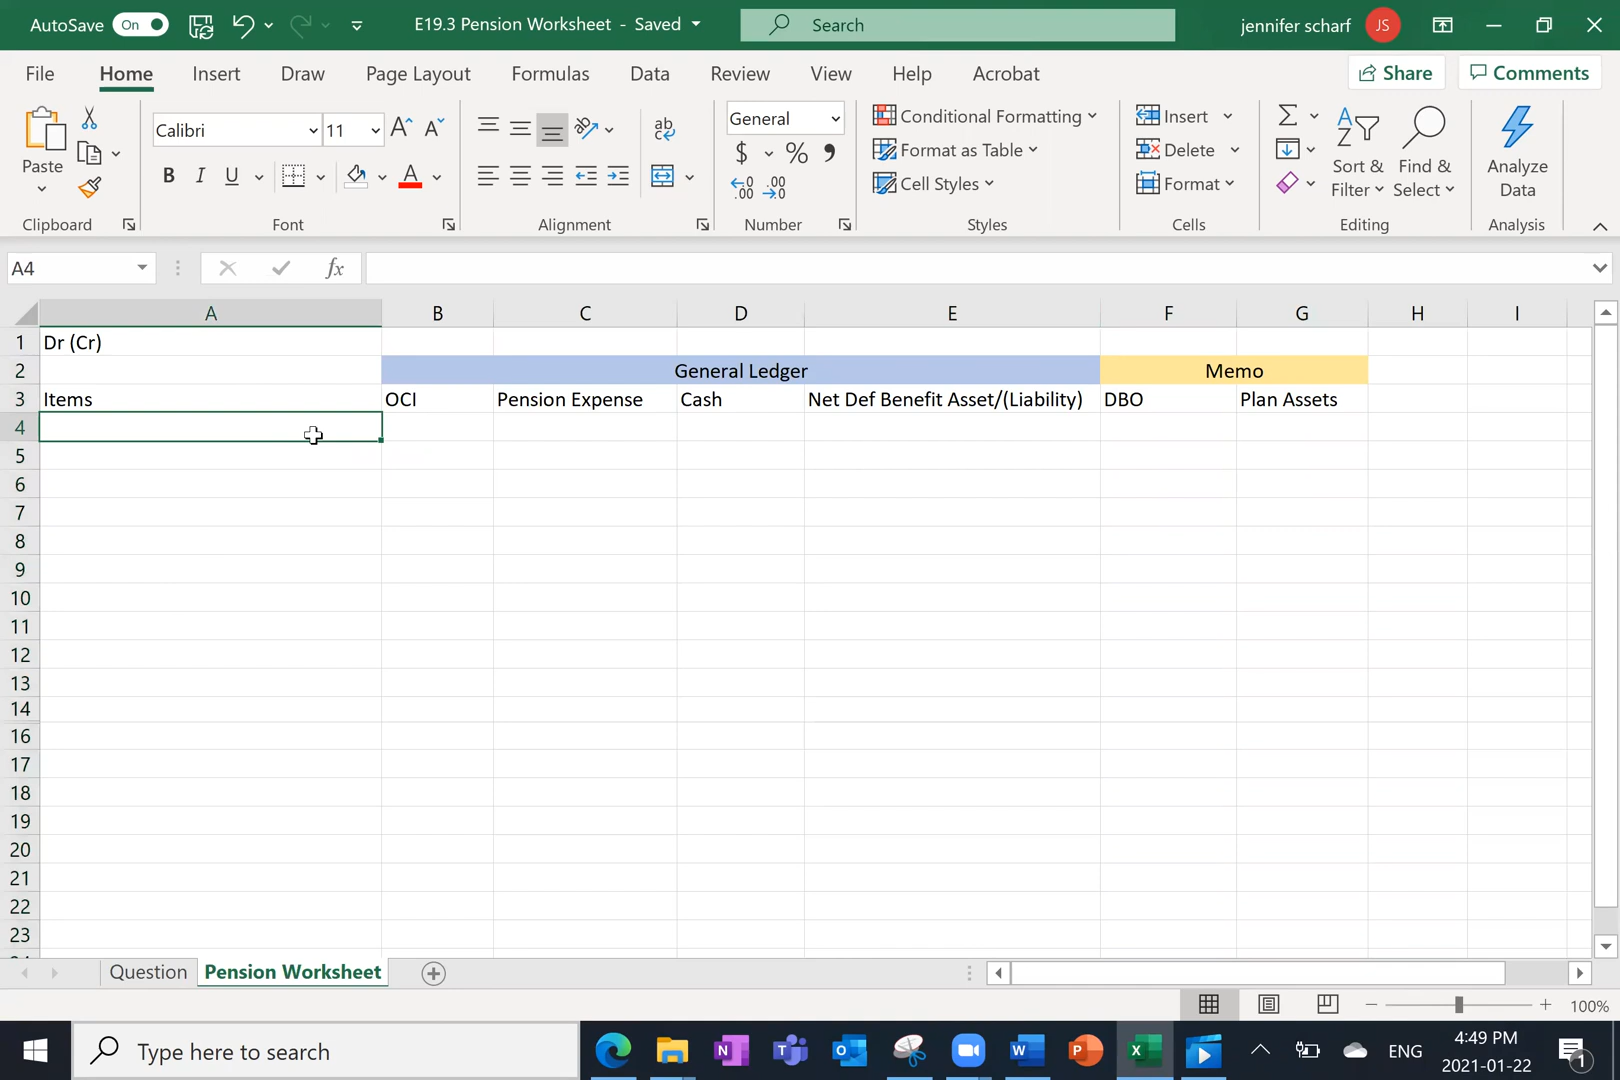 AutoSave On E19.3 Pension Worksheet - Saved Search jennifer scharf JS
File Home Insert Draw Page Layout Formulas Data Review View Help Acrobat Share Comments
Calibri 11 General Conditional Formatting Insert
Format as Table Delete Sort & Filter Find & Select Analyze Data
Paste Cell Styles Format
Clipboard Font Alignment Number Styles Cells Editing Analysis
A4 fx
A B C D E F G H I
1 Dr (Cr)
2 General Ledger Memo
3 Items OCI Pension Expense Cash Net Def Benefit Asset/(Liability) DBO Plan Assets
4
5
6
7
8
9
10
11
12
13
14
16
17
18
19
20
21
22
23
Question Pension Worksheet
100%
Type here to search ENG 4:49 PM
2021-01-22 1